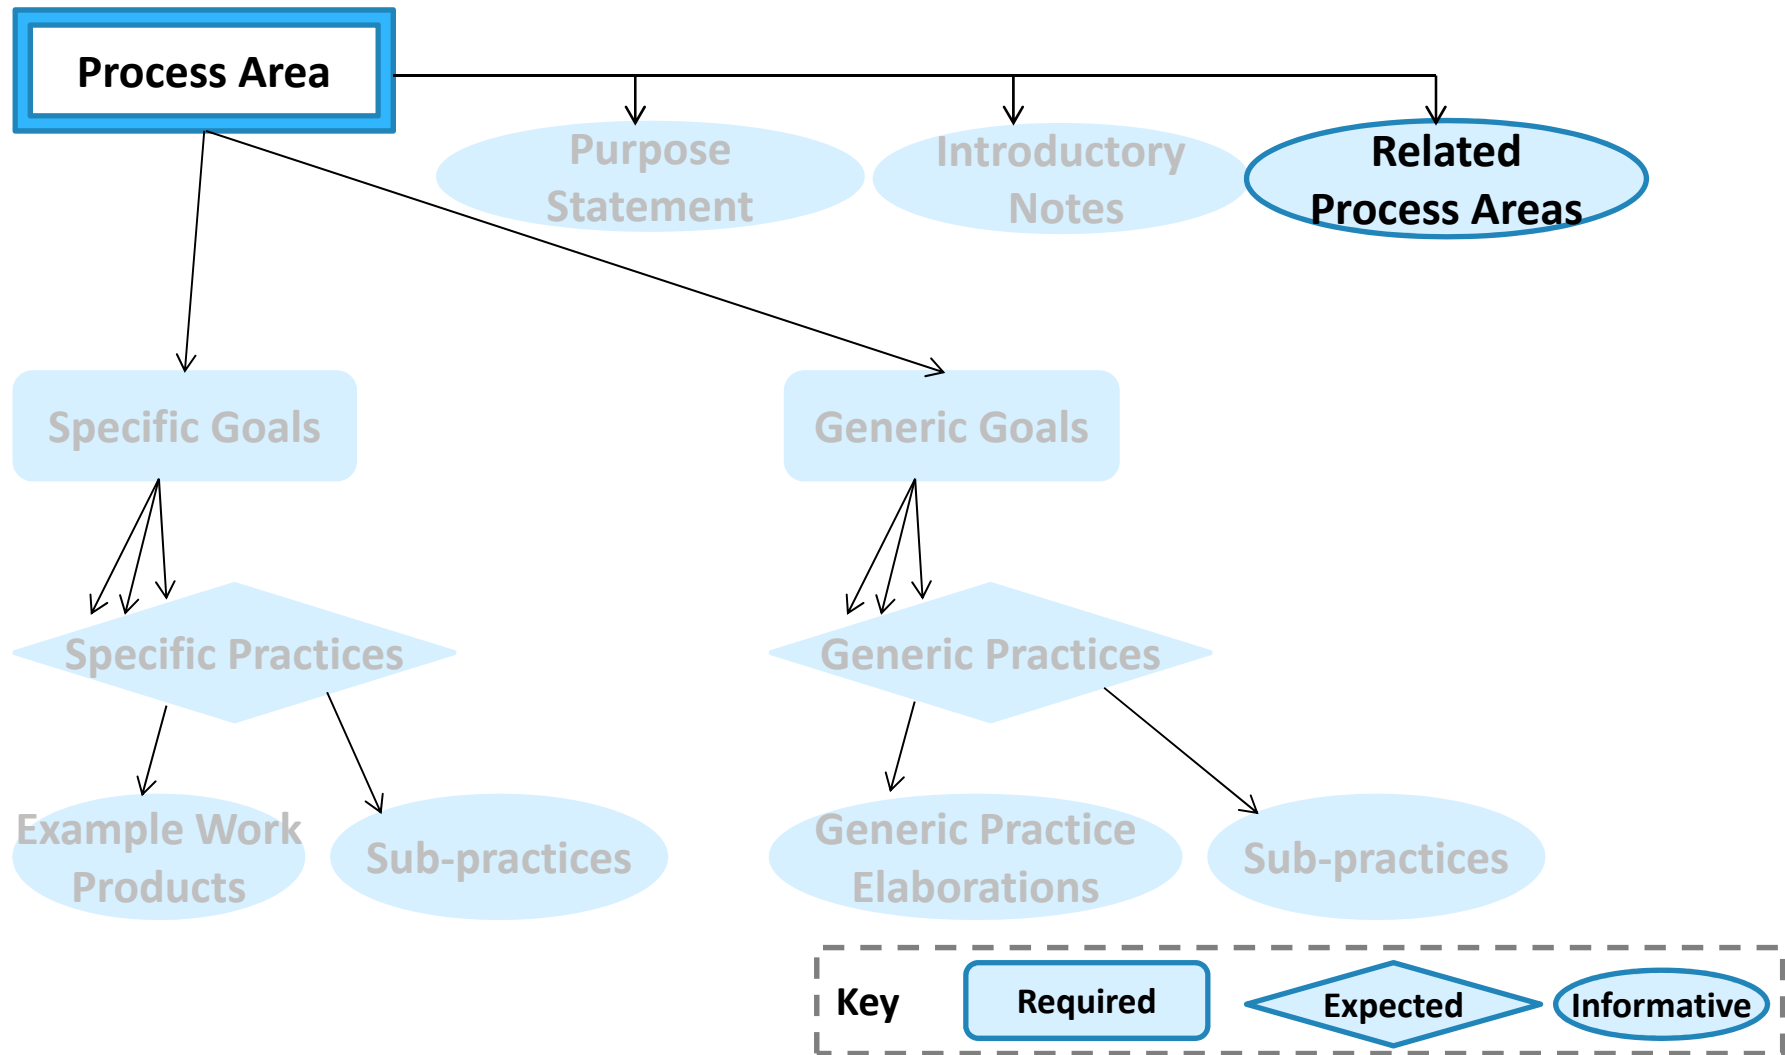 Process Area
Purpose
Statement
Introductory
Notes
Related
Process Areas
Specific Goals
Generic Goals
Specific Practices
Generic Practices
Example Work
Products
Sub-practices
Generic Practice
Elaborations
Sub-practices
Key
Required
Expected
Informative